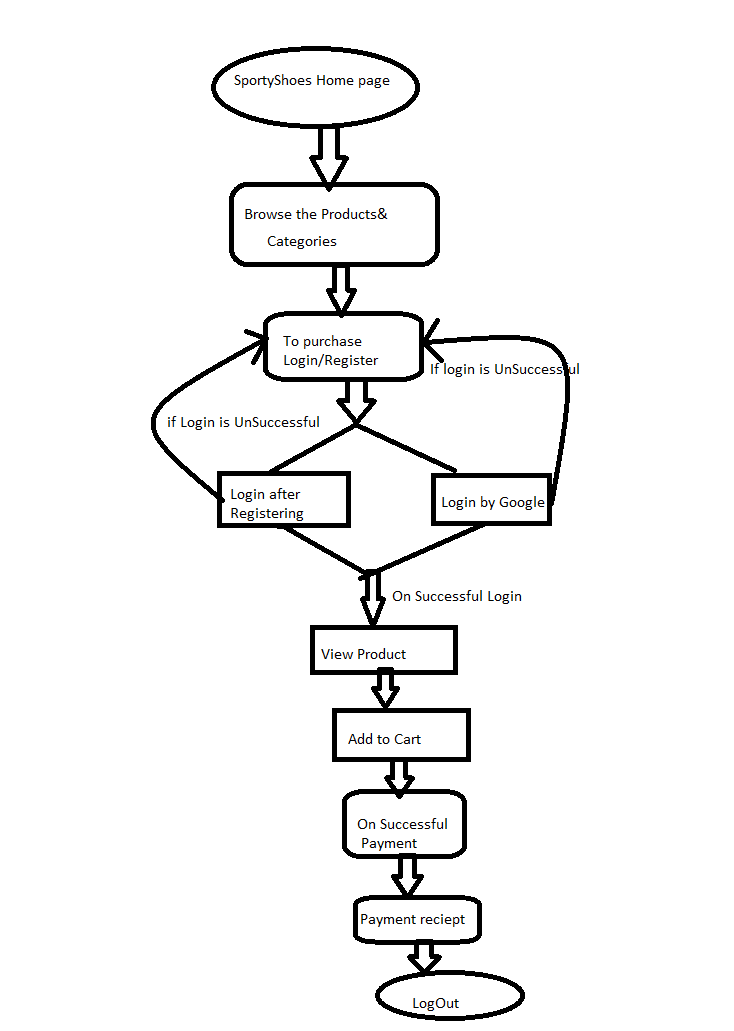 SportyShoes Home page
Browse the Products&
Categories
To purchase
Login/Register
If login is UnSuccessful
if Login is UnSuccessful
Login after
Registering
Login by Google
On Successful Login
View Product
Add to Cart
On Successful
Payment
Payment reciept
LogOut